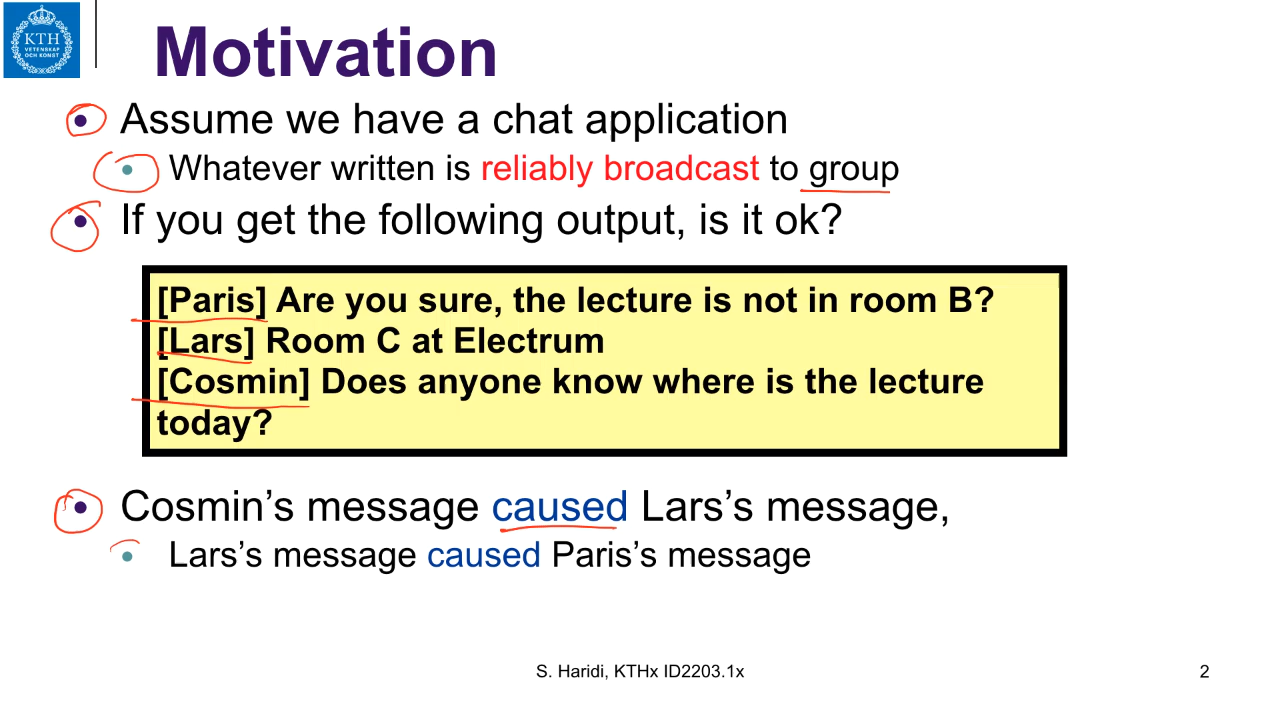 KTH
VETENSKAP
OCH KONST
Motivation
• Assume we have a chat application
• Whatever written is reliably broadcast to group
• If you get the following output, is it ok?
[Paris] Are you sure, the lecture is not in room B?
[Lars] Room C at Electrum
[Cosmin] Does anyone know where is the lecture
today?
• Cosmin’s message caused Lars’s message,
• Lars’s message caused Paris’s message
S. Haridi, KTHx ID2203.1x
2